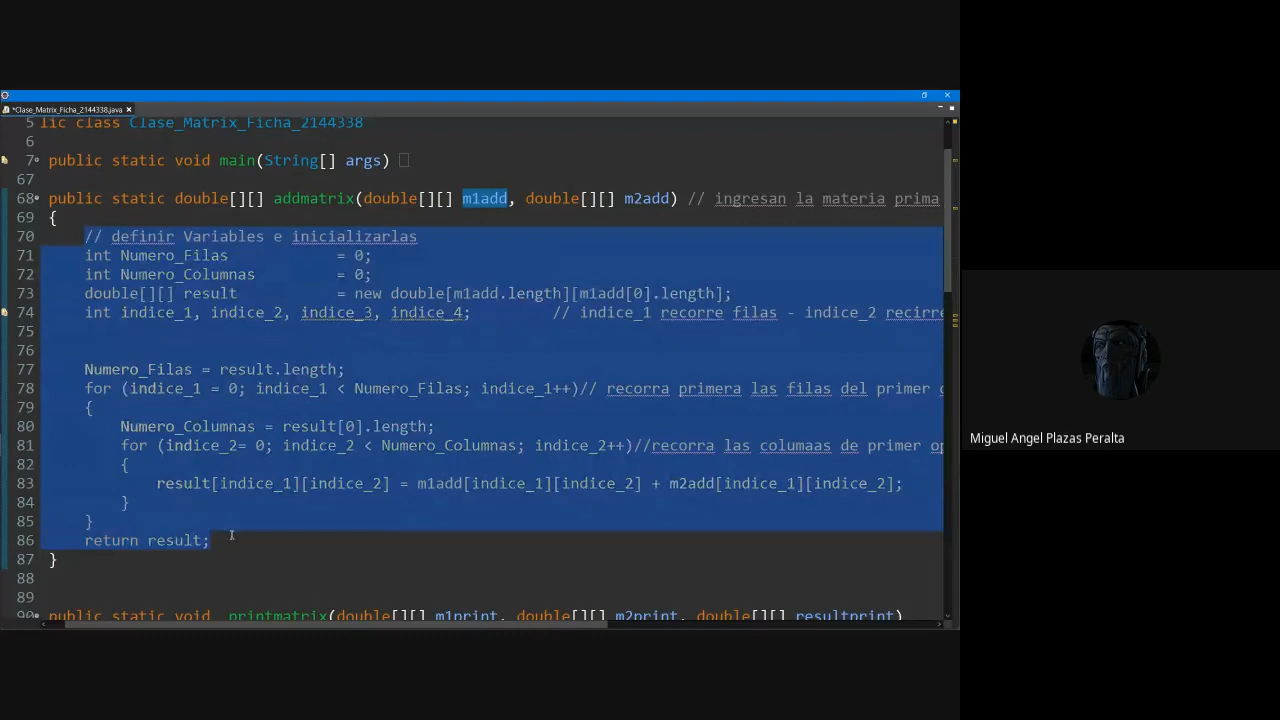 *Clase_Matrix_Ficha_2144338.java
5 lic class Clase_Matrix_Ficha_2144338
6
7 public static void main(String[] args)
67
68 public static double[][] addmatrix(double[][] m1add, double[][] m2add) // ingresan la materia prima
69 {
70 // definir Variables e inicializarlas
71 int Numero_Filas = 0;
72 int Numero_Columnas = 0;
73 double[][] result = new double[m1add.length][m1add[0].length];
74 int indice_1, indice_2, indice_3, indice_4; // indice_1 recorre filas - indice_2 recirre
75
76
77 Numero_Filas = result.length;
78 for (indice_1 = 0; indice_1 < Numero_Filas; indice_1++)// recorra primera las filas del primer
79 {
80 Numero_Columnas = result[0].length;
81 for (indice_2= 0; indice_2 < Numero_Columnas; indice_2++)//recorra las columaas de primer op
82 {
83 result[indice_1][indice_2] = m1add[indice_1][indice_2] + m2add[indice_1][indice_2];
84 }
85 }
86 return result;
87 }
88
89
90 public static void printmatrix(double[][] m1print, double[][] m2print, double[][] resultprint)
Miguel Angel Plazas Peralta